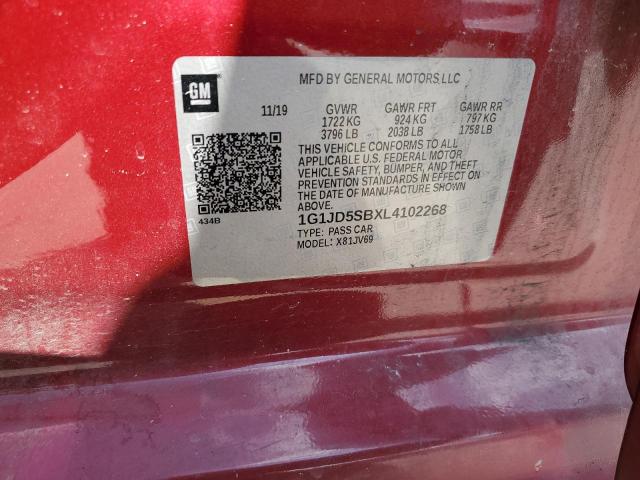 GM
MFD BY GENERAL MOTORS LLC
11/19 GVWR GAWR FRT GAWR RR
1722 KG 924 KG 797 KG
3796 LB 2038 LB 1758 LB
THIS VEHICLE CONFORMS TO ALL
APPLICABLE U.S. FEDERAL MOTOR
VEHICLE SAFETY, BUMPER, AND THEFT
PREVENTION STANDARDS IN EFFECT ON
THE DATE OF MANUFACTURE SHOWN
ABOVE.
434B
1G1JD5SBXL4102268
TYPE: PASS CAR
MODEL: X81JV69